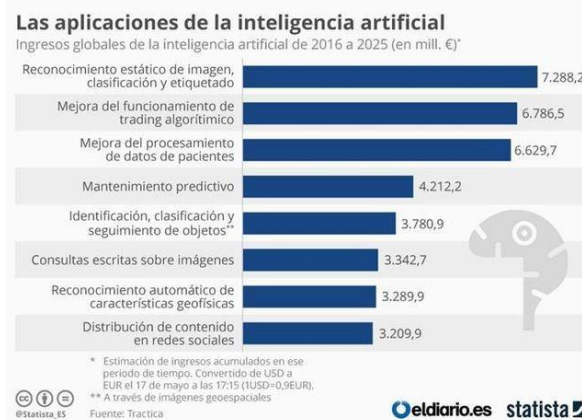 Las aplicaciones de la inteligencia artificial
Ingresos globales de la inteligencia artificial de 2016 a 2025 (en mill. €)*
Reconocimiento estático de imagen,
clasificación y etiquetado
7.288,2
Mejora del funcionamiento de
trading algorítimico
6.786,5
Mejora del procesamiento
de datos de pacientes
6.629,7
Mantenimiento predictivo
4.212,2
Identificación, clasificación y
seguimiento de objetos**
3.780,9
Consultas escritas sobre imágenes
3.342,7
Reconocimiento automático de
características geofísicas
3.289,9
Distribución de contenido
en redes sociales
3.209,9
* Estimación de ingresos acumulados en ese
periodo de tiempo. Convertido de USD a
EUR el 17 de mayo a las 17:15 (1USD=0,9EUR).
** A través de imágenes geoespaciales
@Statista_ES
Fuente: Tractica
eldiario.es
statista